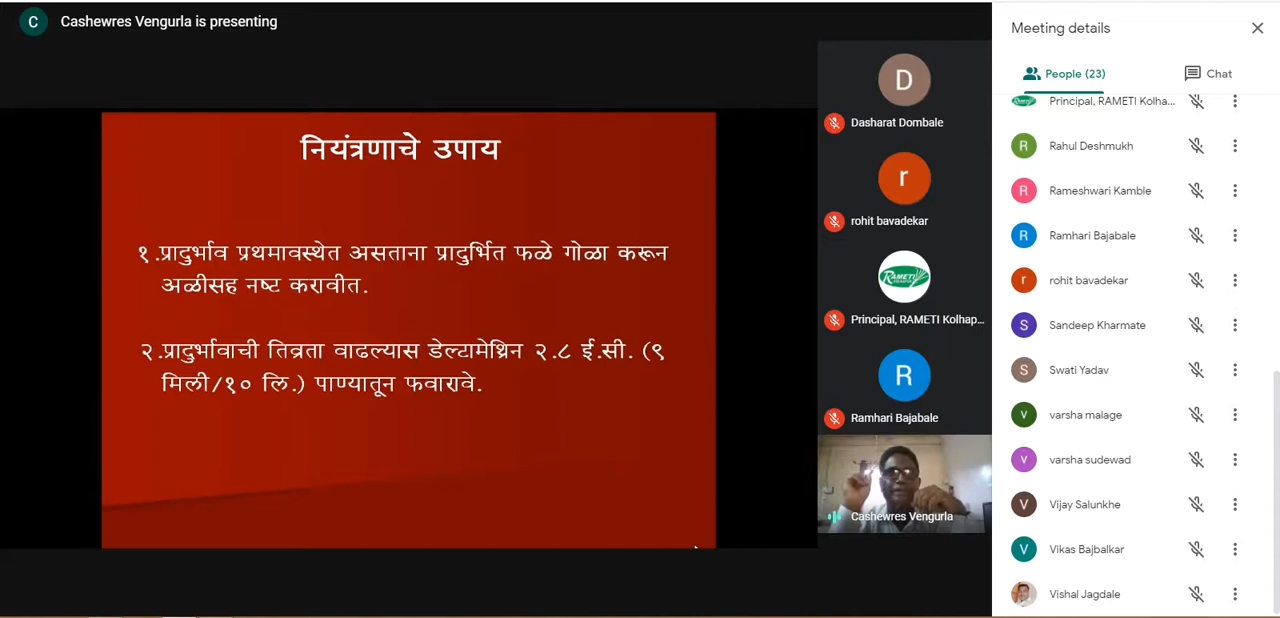 C
Cashewres Vengurla is presenting
नियंत्रणाचे उपाय
१.प्रादुर्भाव प्रथमावस्थेत असताना प्रादुर्भित फळे गोळा करून
अळीसह नष्ट करावीत.
२.प्रादुर्भावाची तिव्रता वाढल्यास डेल्टामेथ्रिन २.८ ई.सी. (९
मिली/१० लि.) पाण्यातून फवारावे.
D
Dasharat Dombale
r
rohit bavadekar
RAMETI
Principal, RAMETI Kolhap...
R
Ramhari Bajabale
Cashewres Vengurla
Meeting details
People (23)
Chat
Principal, RAMETI Kolha...
R Rahul Deshmukh
R Rameshwari Kamble
R Ramhari Bajabale
r rohit bavadekar
S Sandeep Kharmate
S Swati Yadav
v varsha malage
v varsha sudewad
V Vijay Salunkhe
V Vikas Bajbalkar
Vishal Jagdale